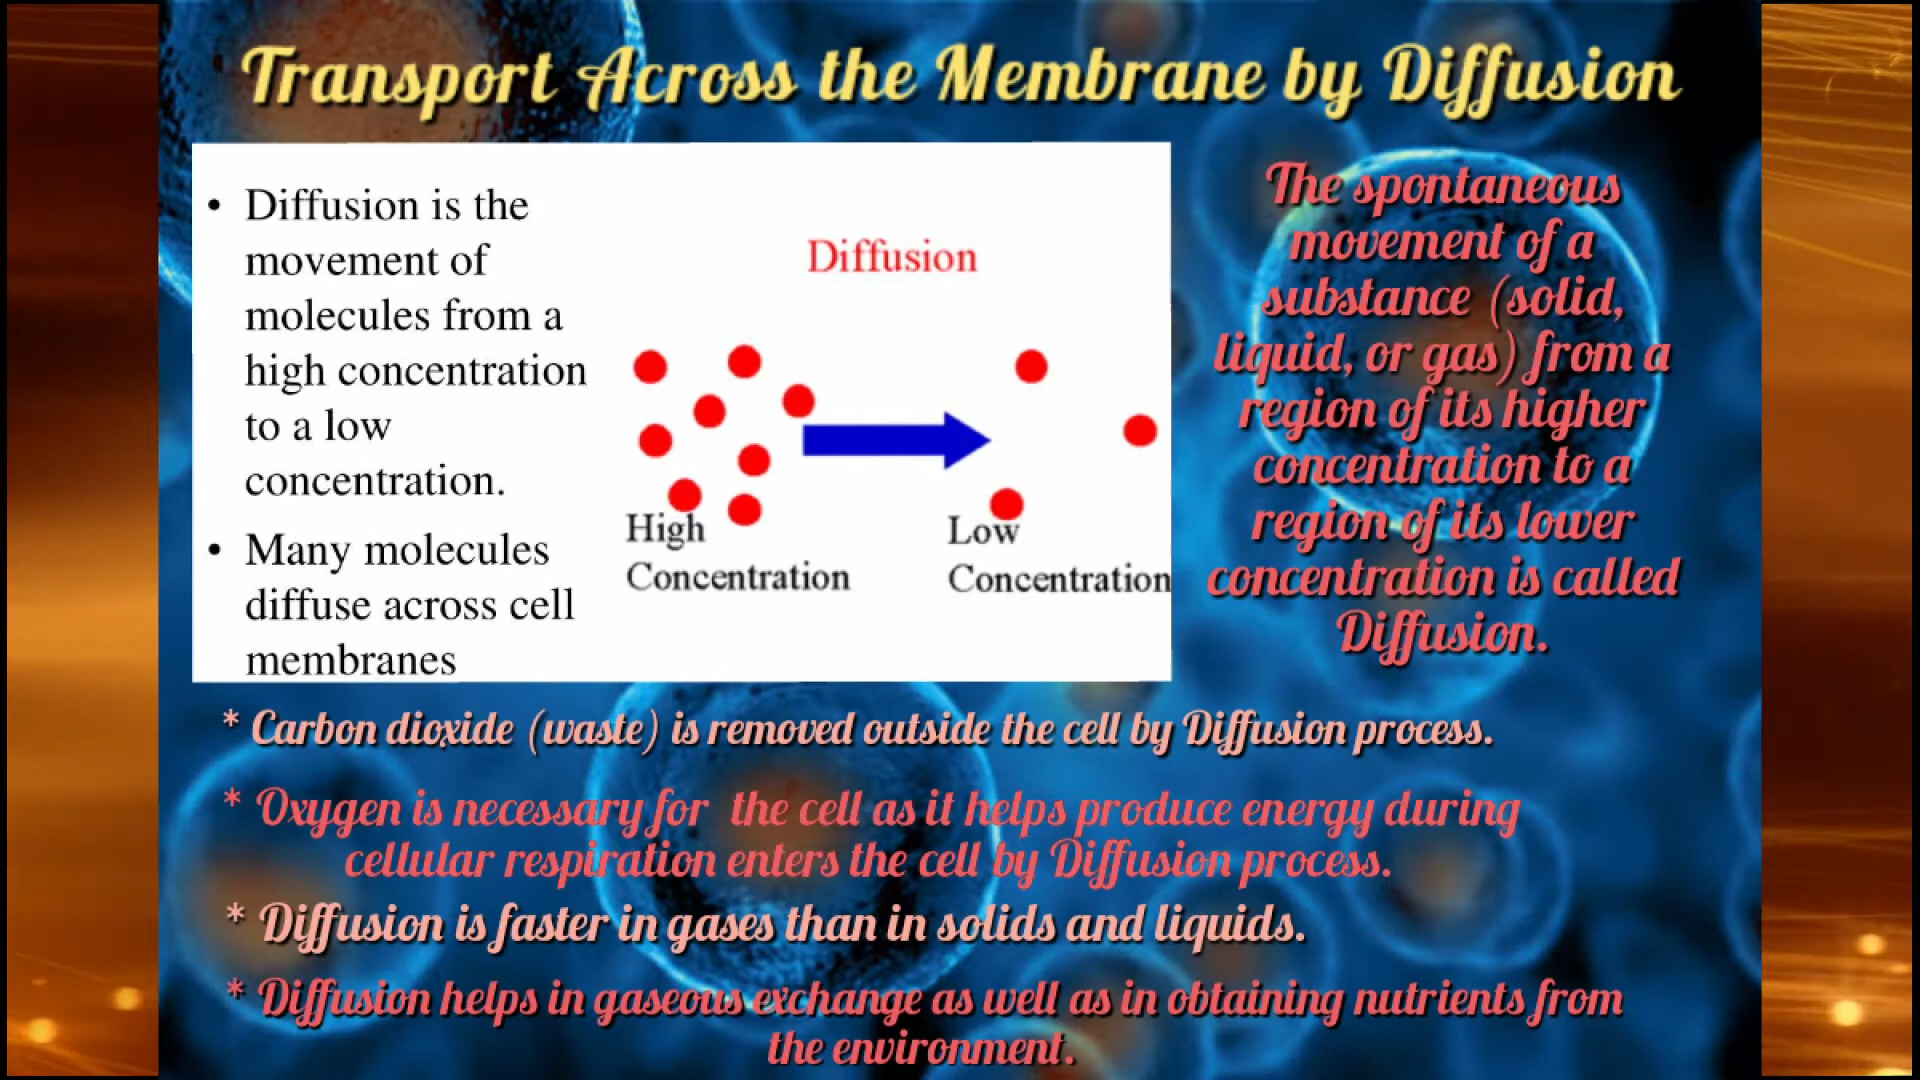 Transport Across the Membrane by Diffusion
• Diffusion is the
movement of
molecules from a
high concentration
to a low
concentration.
• Many molecules
diffuse across cell
membranes
Diffusion
High
Concentration
Low
Concentration
The spontaneous
movement of a
substance (solid,
liquid, or gas) from a
region of its higher
concentration to a
region of its lower
concentration is called
Diffusion.
* Carbon dioxide (waste) is removed outside the cell by Diffusion process.
* Oxygen is necessary for the cell as it helps produce energy during
cellular respiration enters the cell by Diffusion process.
* Diffusion is faster in gases than in solids and liquids.
* Diffusion helps in gaseous exchange as well as in obtaining nutrients from
the environment.